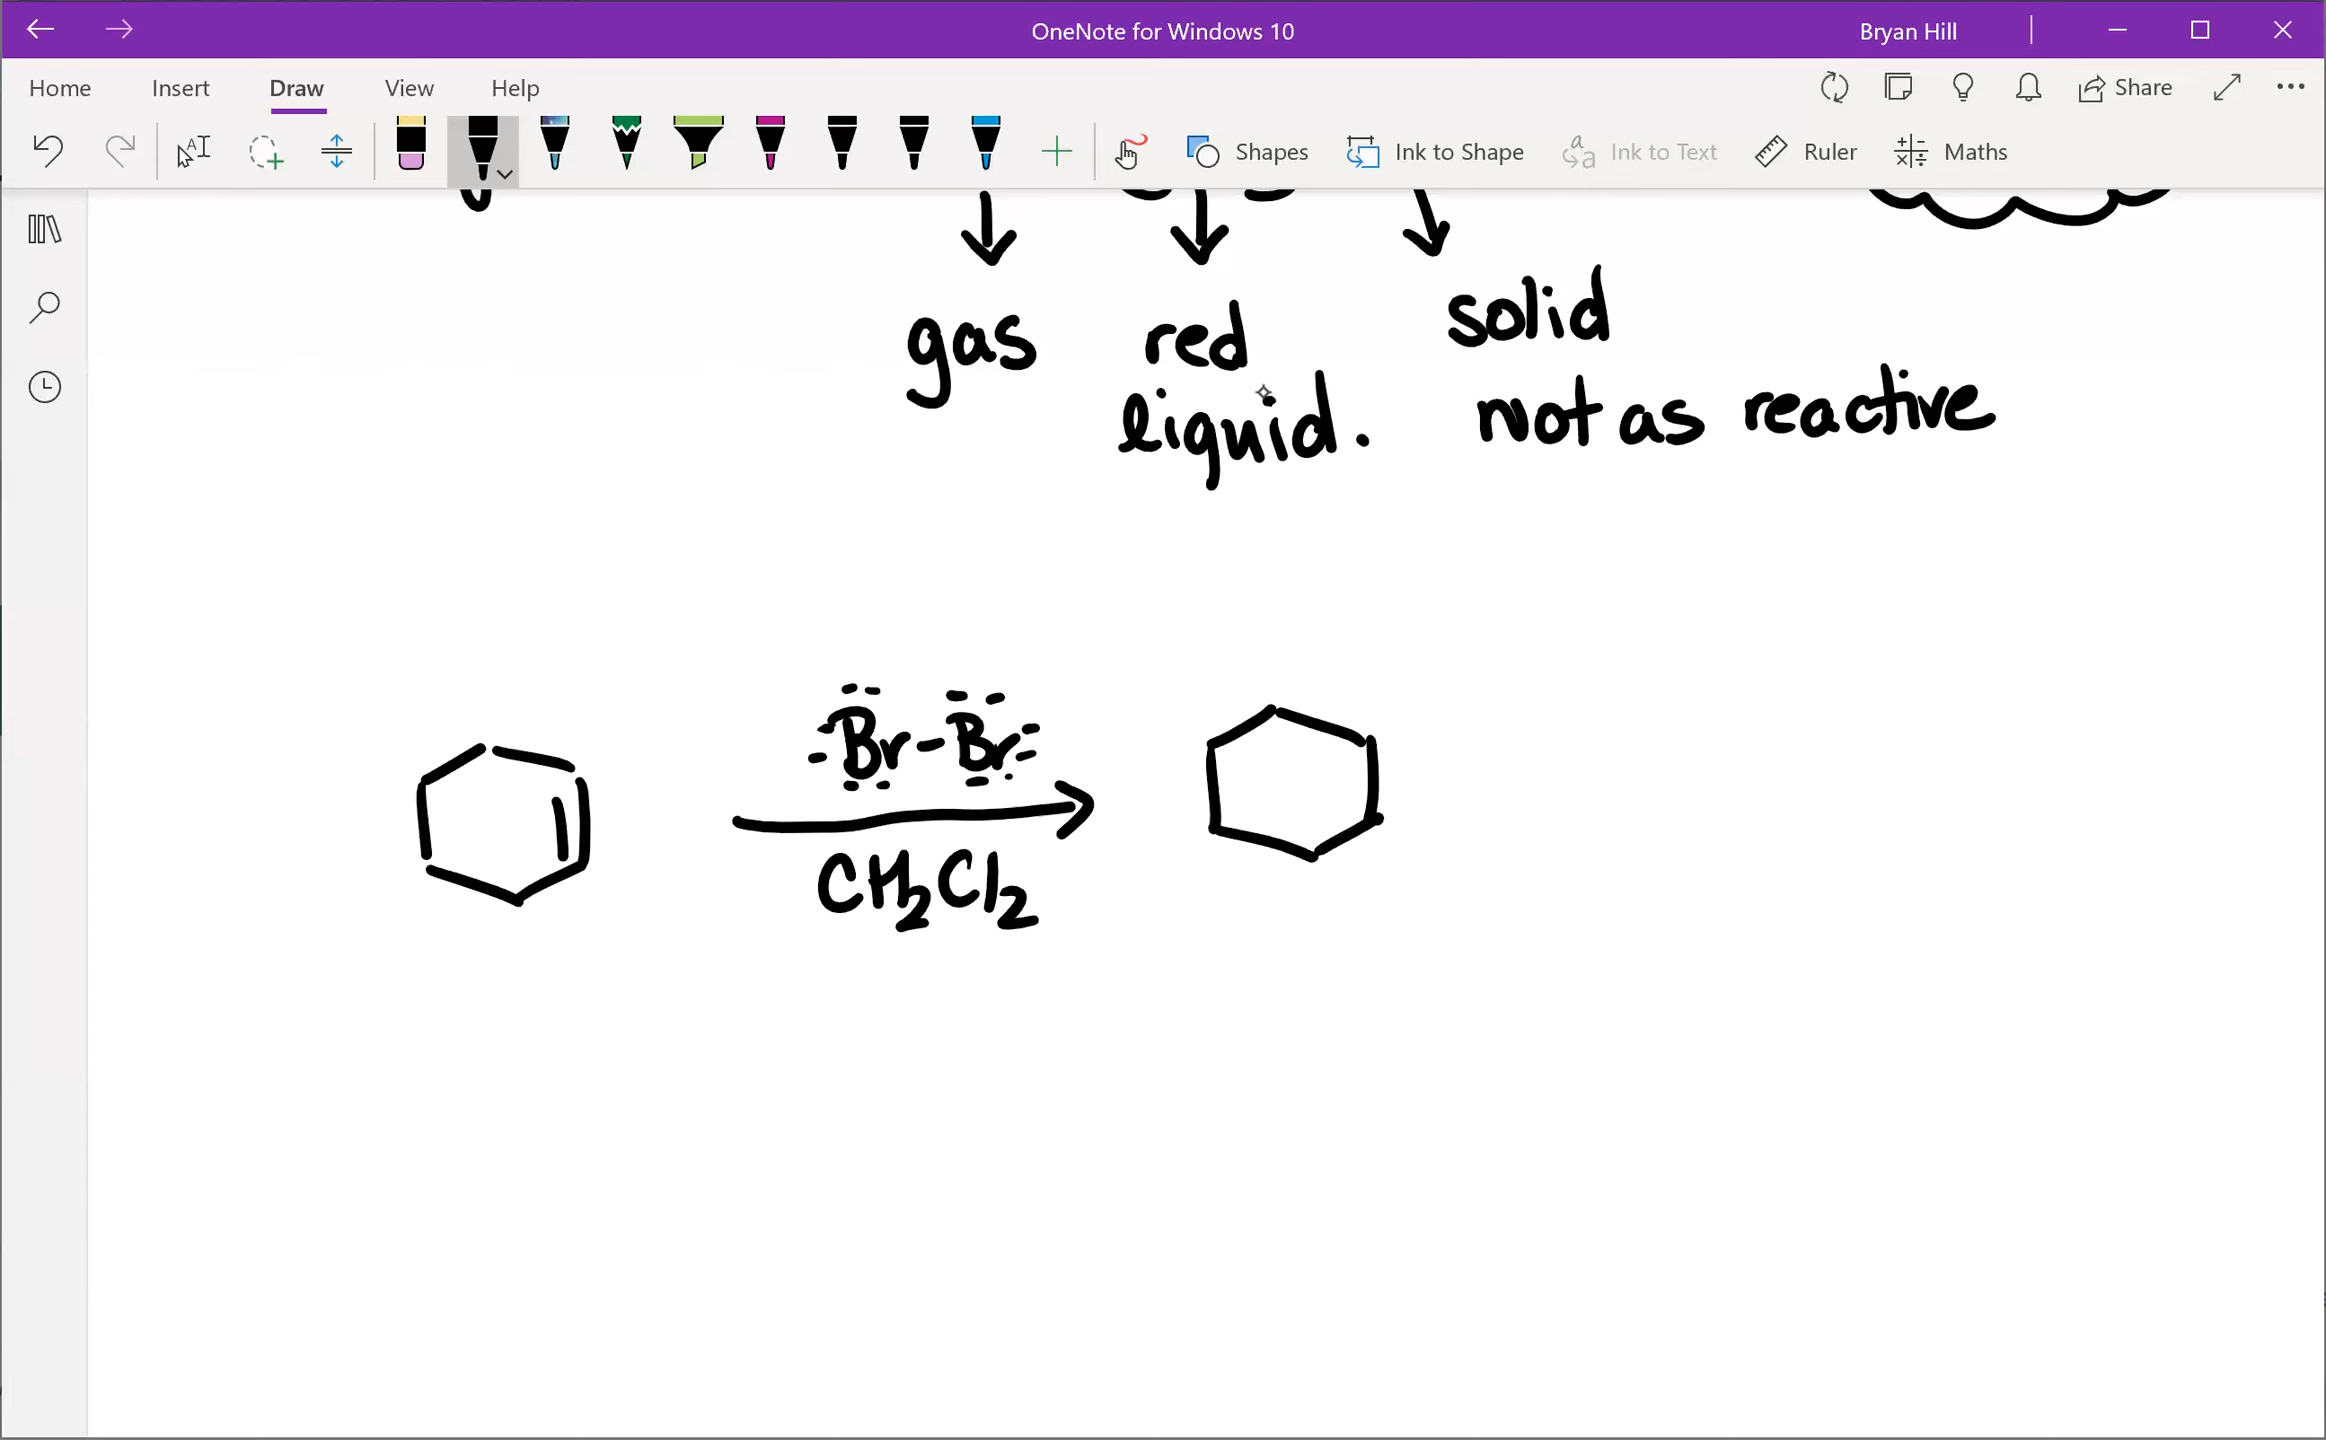 OneNote for Windows 10
Bryan Hill
Home Insert Draw View Help
Share
Shapes Ink to Shape Ink to Text Ruler Maths
gas red solid
liquid. not as reactive
Br-Br
CH2Cl2